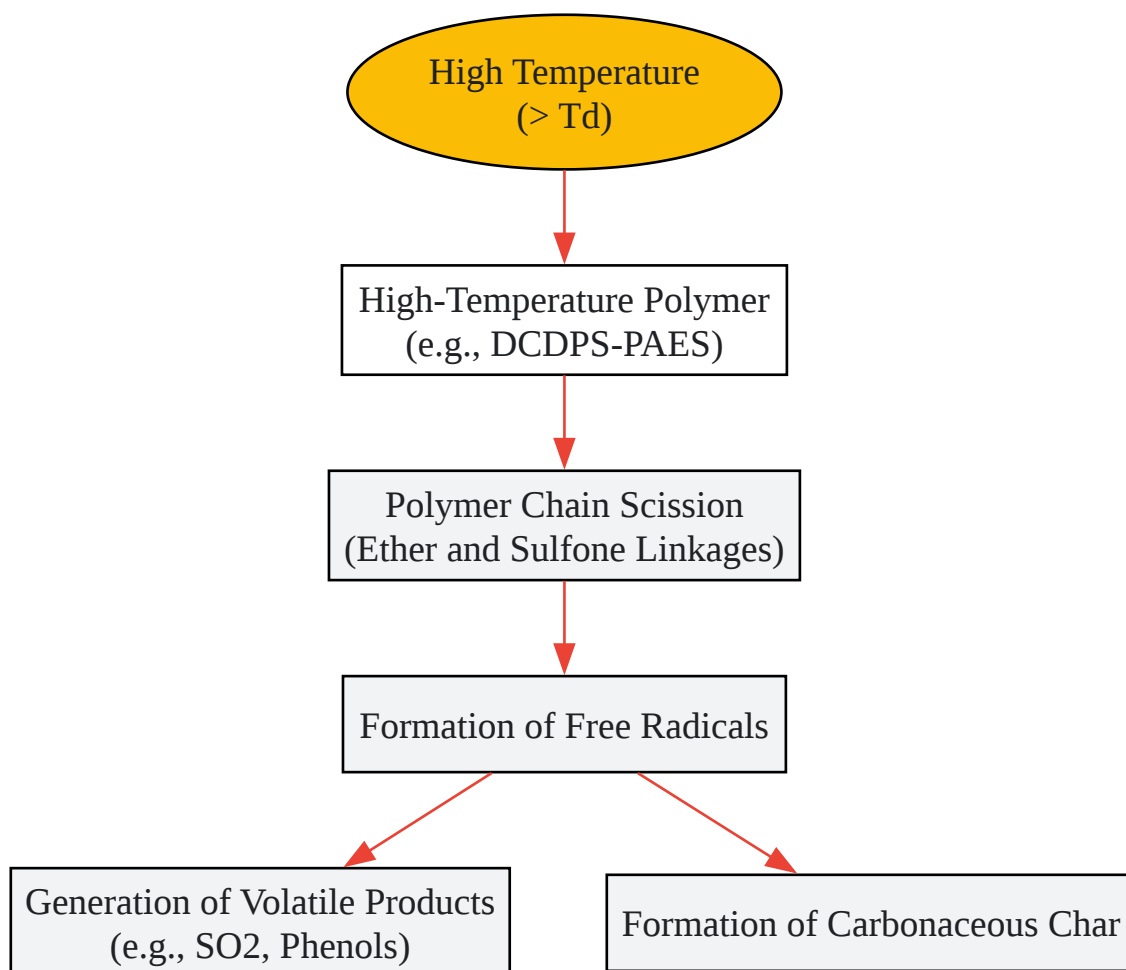 High Temperature
(> Td)
High-Temperature Polymer
(e.g., DCDPS-PAES)
Polymer Chain Scission
(Ether and Sulfone Linkages)
Formation of Free Radicals
Generation of Volatile Products
(e.g., SO2, Phenols)
Formation of Carbonaceous Char